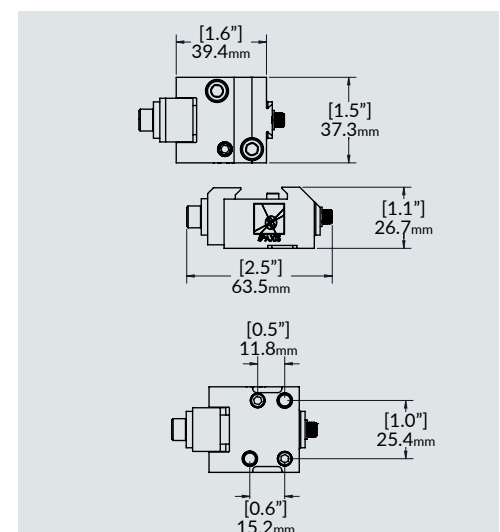 [1.6”]
39.4mm
[1.5”]
37.3mm
[1.1”]
26.7mm
[2.5”]
63.5mm
[0.5”]
11.8mm
[1.0”]
25.4mm
[0.6”]
15.2mm